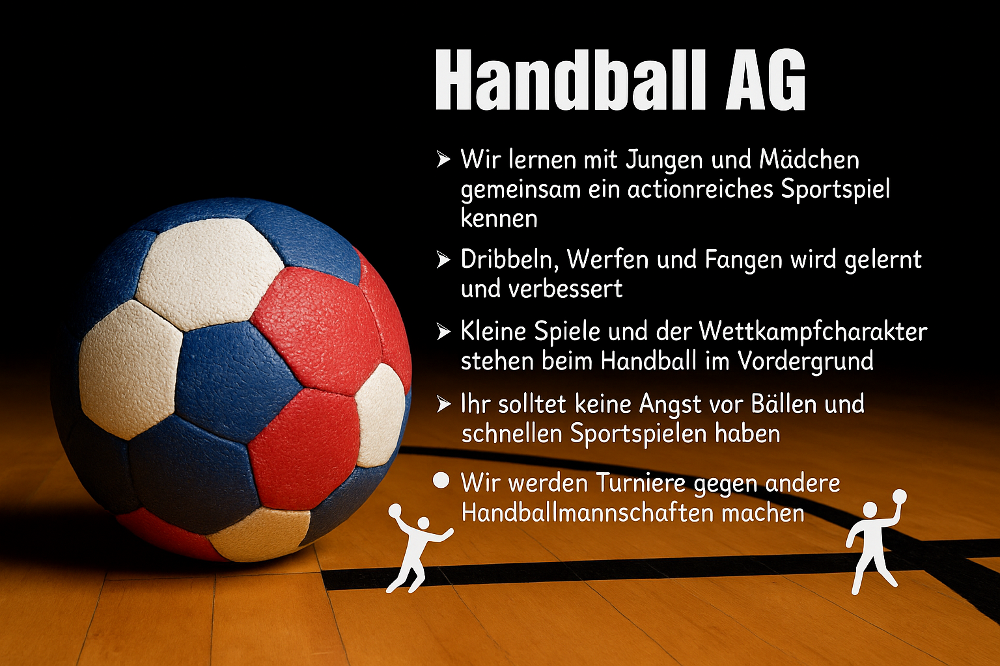 Handball AG
➢ Wir lernen mit Jungen und Mädchen
gemeinsam ein actionreiches Sportspiel
kennen
➢ Dribbeln, Werfen und Fangen wird gelernt
und verbessert
➢ Kleine Spiele und der Wettkampfcharakter
stehen beim Handball im Vordergrund
➢ Ihr solltet keine Angst vor Bällen und
schnellen Sportspielen haben
● Wir werden Turniere gegen andere
Handballmannschaften machen